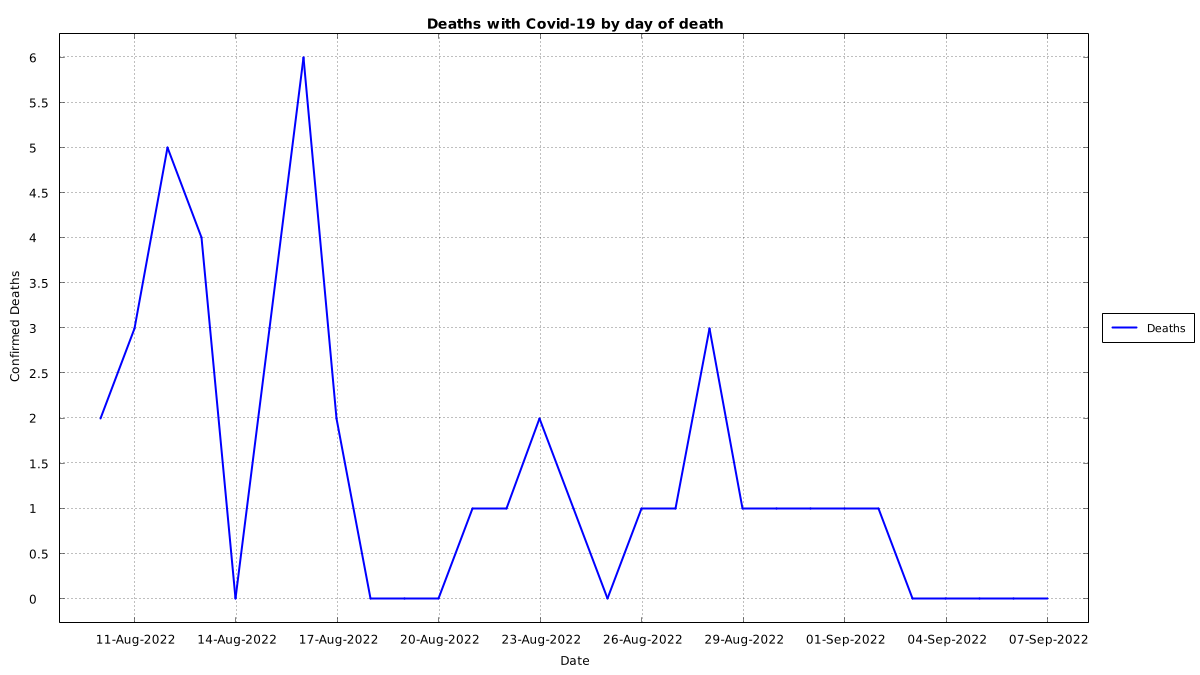 Deaths with Covid-19 by day of death
6
5.5
5
4.5
4
3.5
3
2.5
2
1.5
1
0.5
0
Confirmed Deaths
11-Aug-2022 14-Aug-2022 17-Aug-2022 20-Aug-2022 23-Aug-2022 26-Aug-2022 29-Aug-2022 01-Sep-2022 04-Sep-2022 07-Sep-2022
Date
Deaths